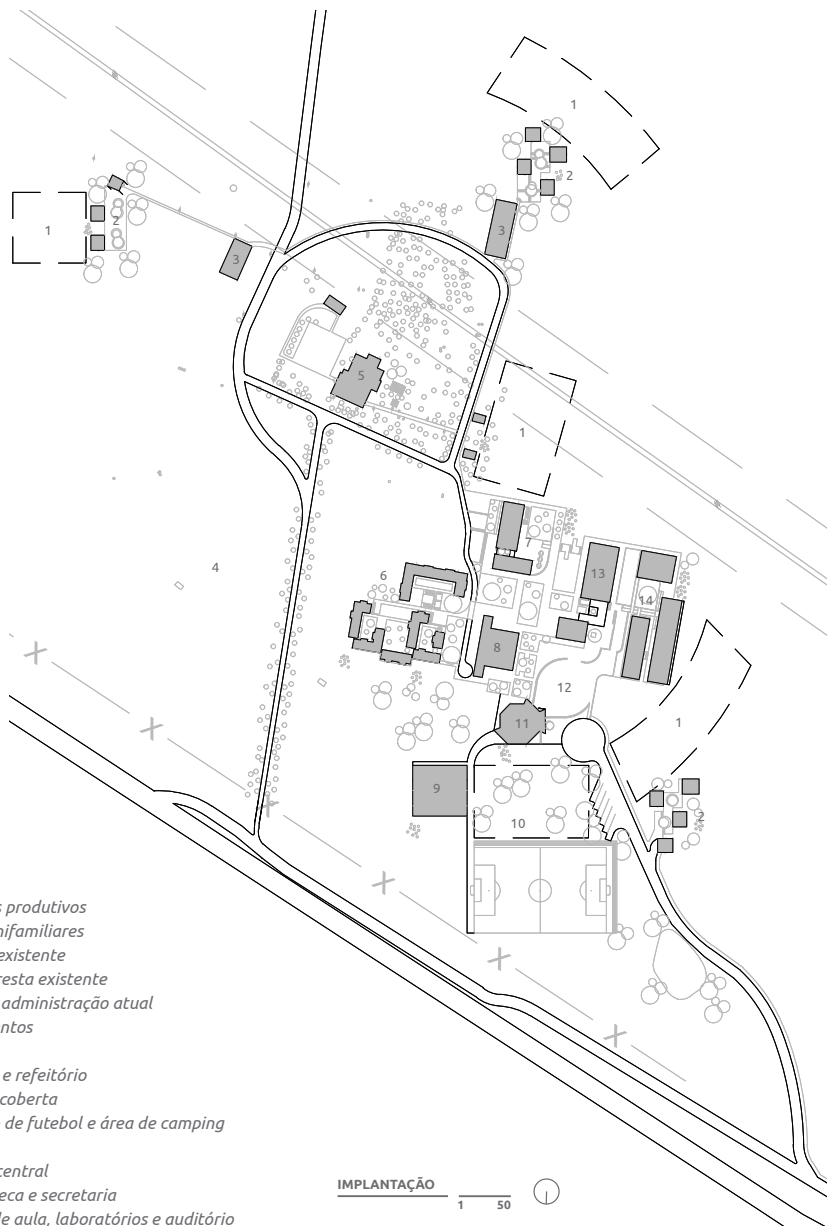 1
2
1
2
3
3
1
5
4
6
7
13
14
8
12
1
11
9
10
2
s produtivos
nifamiliares
existente
resta existente
administração atual
ntos
e refeitório
coberta
de futebol e área de camping
central
eca e secretaria
de aula, laboratórios e auditório
IMPLANTAÇÃO
1 50